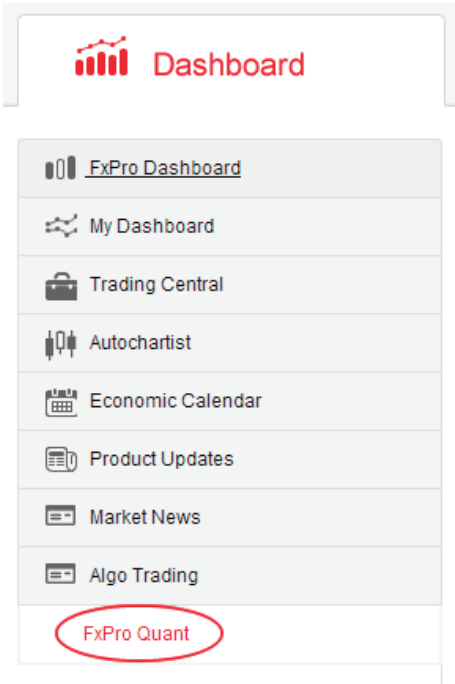 Dashboard
FxPro Dashboard
My Dashboard
Trading Central
Autochartist
Economic Calendar
Product Updates
Market News
Algo Trading
FxPro Quant